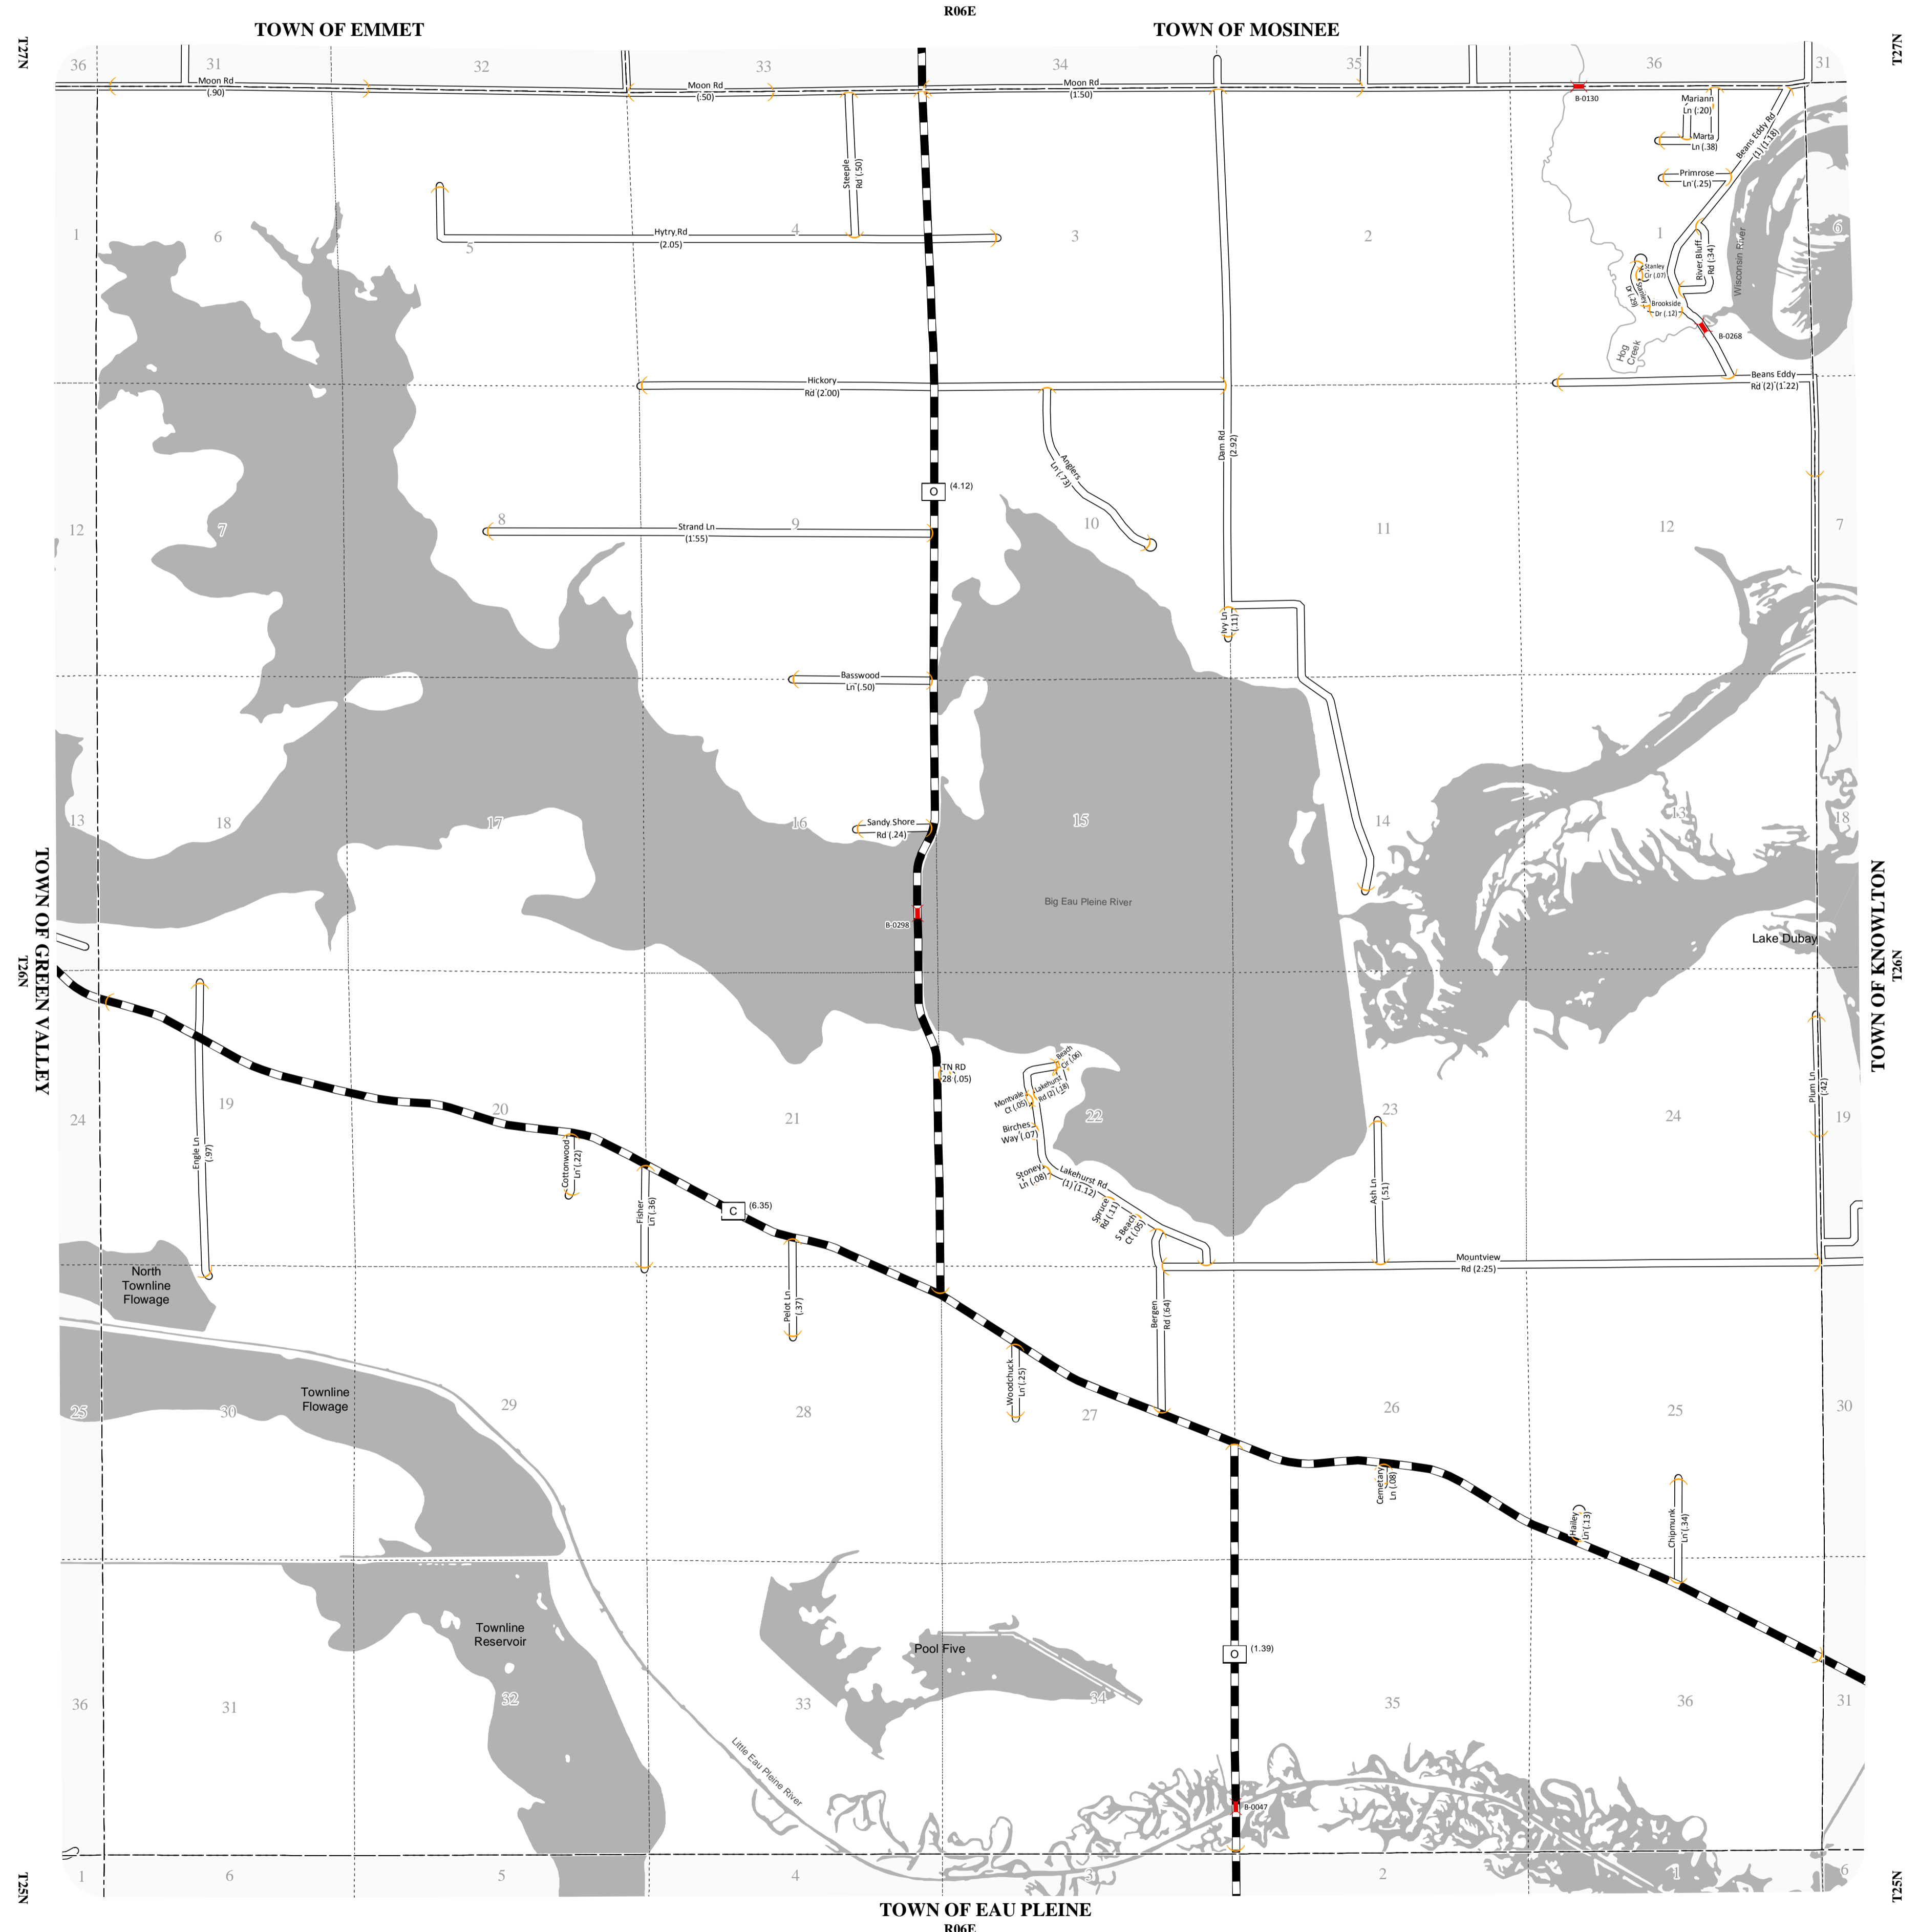 R06E
TOWN OF EMMET
TOWN OF MOSINEE
T27N
T27N
36
31
32
33
34
35
36
31
Moon Rd
(.90)
Moon Rd
(.50)
Moon Rd
(1.50)
B-0130
Mariann
Ln (.20)
Marta
Ln (.38)
Beans Eddy Rd
(1) (1.18)
Primrose
Ln (.25)
Steeple
Rd (.50)
1
6
5
4
3
2
1
6
Hytry Rd
(2.05)
River Bluff
Rd (.34)
Wisconsin River
Stanley
Cir (.07)
Stanley
Dr (.29)
Brookside
Dr (.12)
B-0268
Hog
Creek
Hickory
Rd (2.00)
Beans Eddy
Rd (2) (1.22)
Dam Rd
(2.92)
Anglers
Ln (.73)
O
(4.12)
12
7
8
9
10
11
12
7
Strand Ln
(1.55)
Ivy Ln
(.11)
Basswood
Ln (.50)
13
18
17
16
15
14
13
18
Sandy Shore
Rd (.24)
Big Eau Pleine River
B-0298
Lake Dubay
TOWN OF GREEN VALLEY
T26N
TOWN OF KNOWLTON
T26N
TN RD
28 (.05)
Beach
Cir (.06)
Lakehurst
Rd (2) (.18)
Montvale
Ct (.05)
Birches
Way (.07)
Plum Ln
(.42)
24
19
20
21
22
23
24
19
Engle Ln
(.97)
Cottonwood
Ln (.22)
Fisher
Ln (.36)
Stoney
Ln (.08)
Lakehurst Rd
(1) (1.12)
Spruce
Rd (.11)
S Beach
Ct (.05)
Ash Ln
(.51)
C
(6.35)
Mountview
Rd (2.25)
North
Townline
Flowage
Pelot Ln
(.37)
Bergen
Rd (.64)
Woodchuck
Ln (.25)
Townline
Flowage
25
30
29
28
27
26
25
30
Cemetary
Ln (.08)
Hailey
Ln (.13)
Chipmunk
Ln (.34)
Townline
Reservoir
Pool Five
O
(1.39)
36
31
32
33
34
35
36
31
Little Eau Pleine River
B-0047
T25N
T25N
1
6
5
4
3
2
1
6
TOWN OF EAU PLEINE
R06E